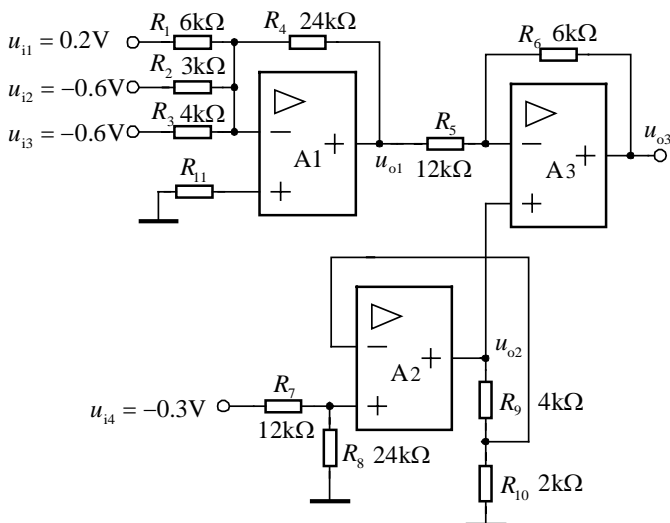 R1 6kΩ
ui1 = 0.2V
R2 3kΩ
ui2 = −0.6V
R3 4kΩ
ui3 = −0.6V
R4 24kΩ
R11
▷
−
+
A1
+
uo1
R5
12kΩ
R6 6kΩ
▷
−
+
A3
+
uo3
▷
−
A2
+
+
uo2
R7
ui4 = −0.3V
12kΩ
R8 24kΩ
R9 4kΩ
R10 2kΩ